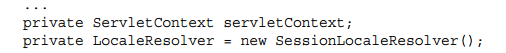 ...
private ServletContext servletContext;
private LocaleResolver = new SessionLocaleResolver();